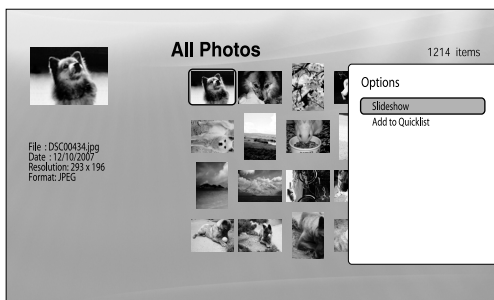 All Photos
1214 items
Options
Slideshow
Add to Quicklist
File : DSC00434.jpg
Date : 12/10/2007
Resolution: 293 x 196
Format: JPEG